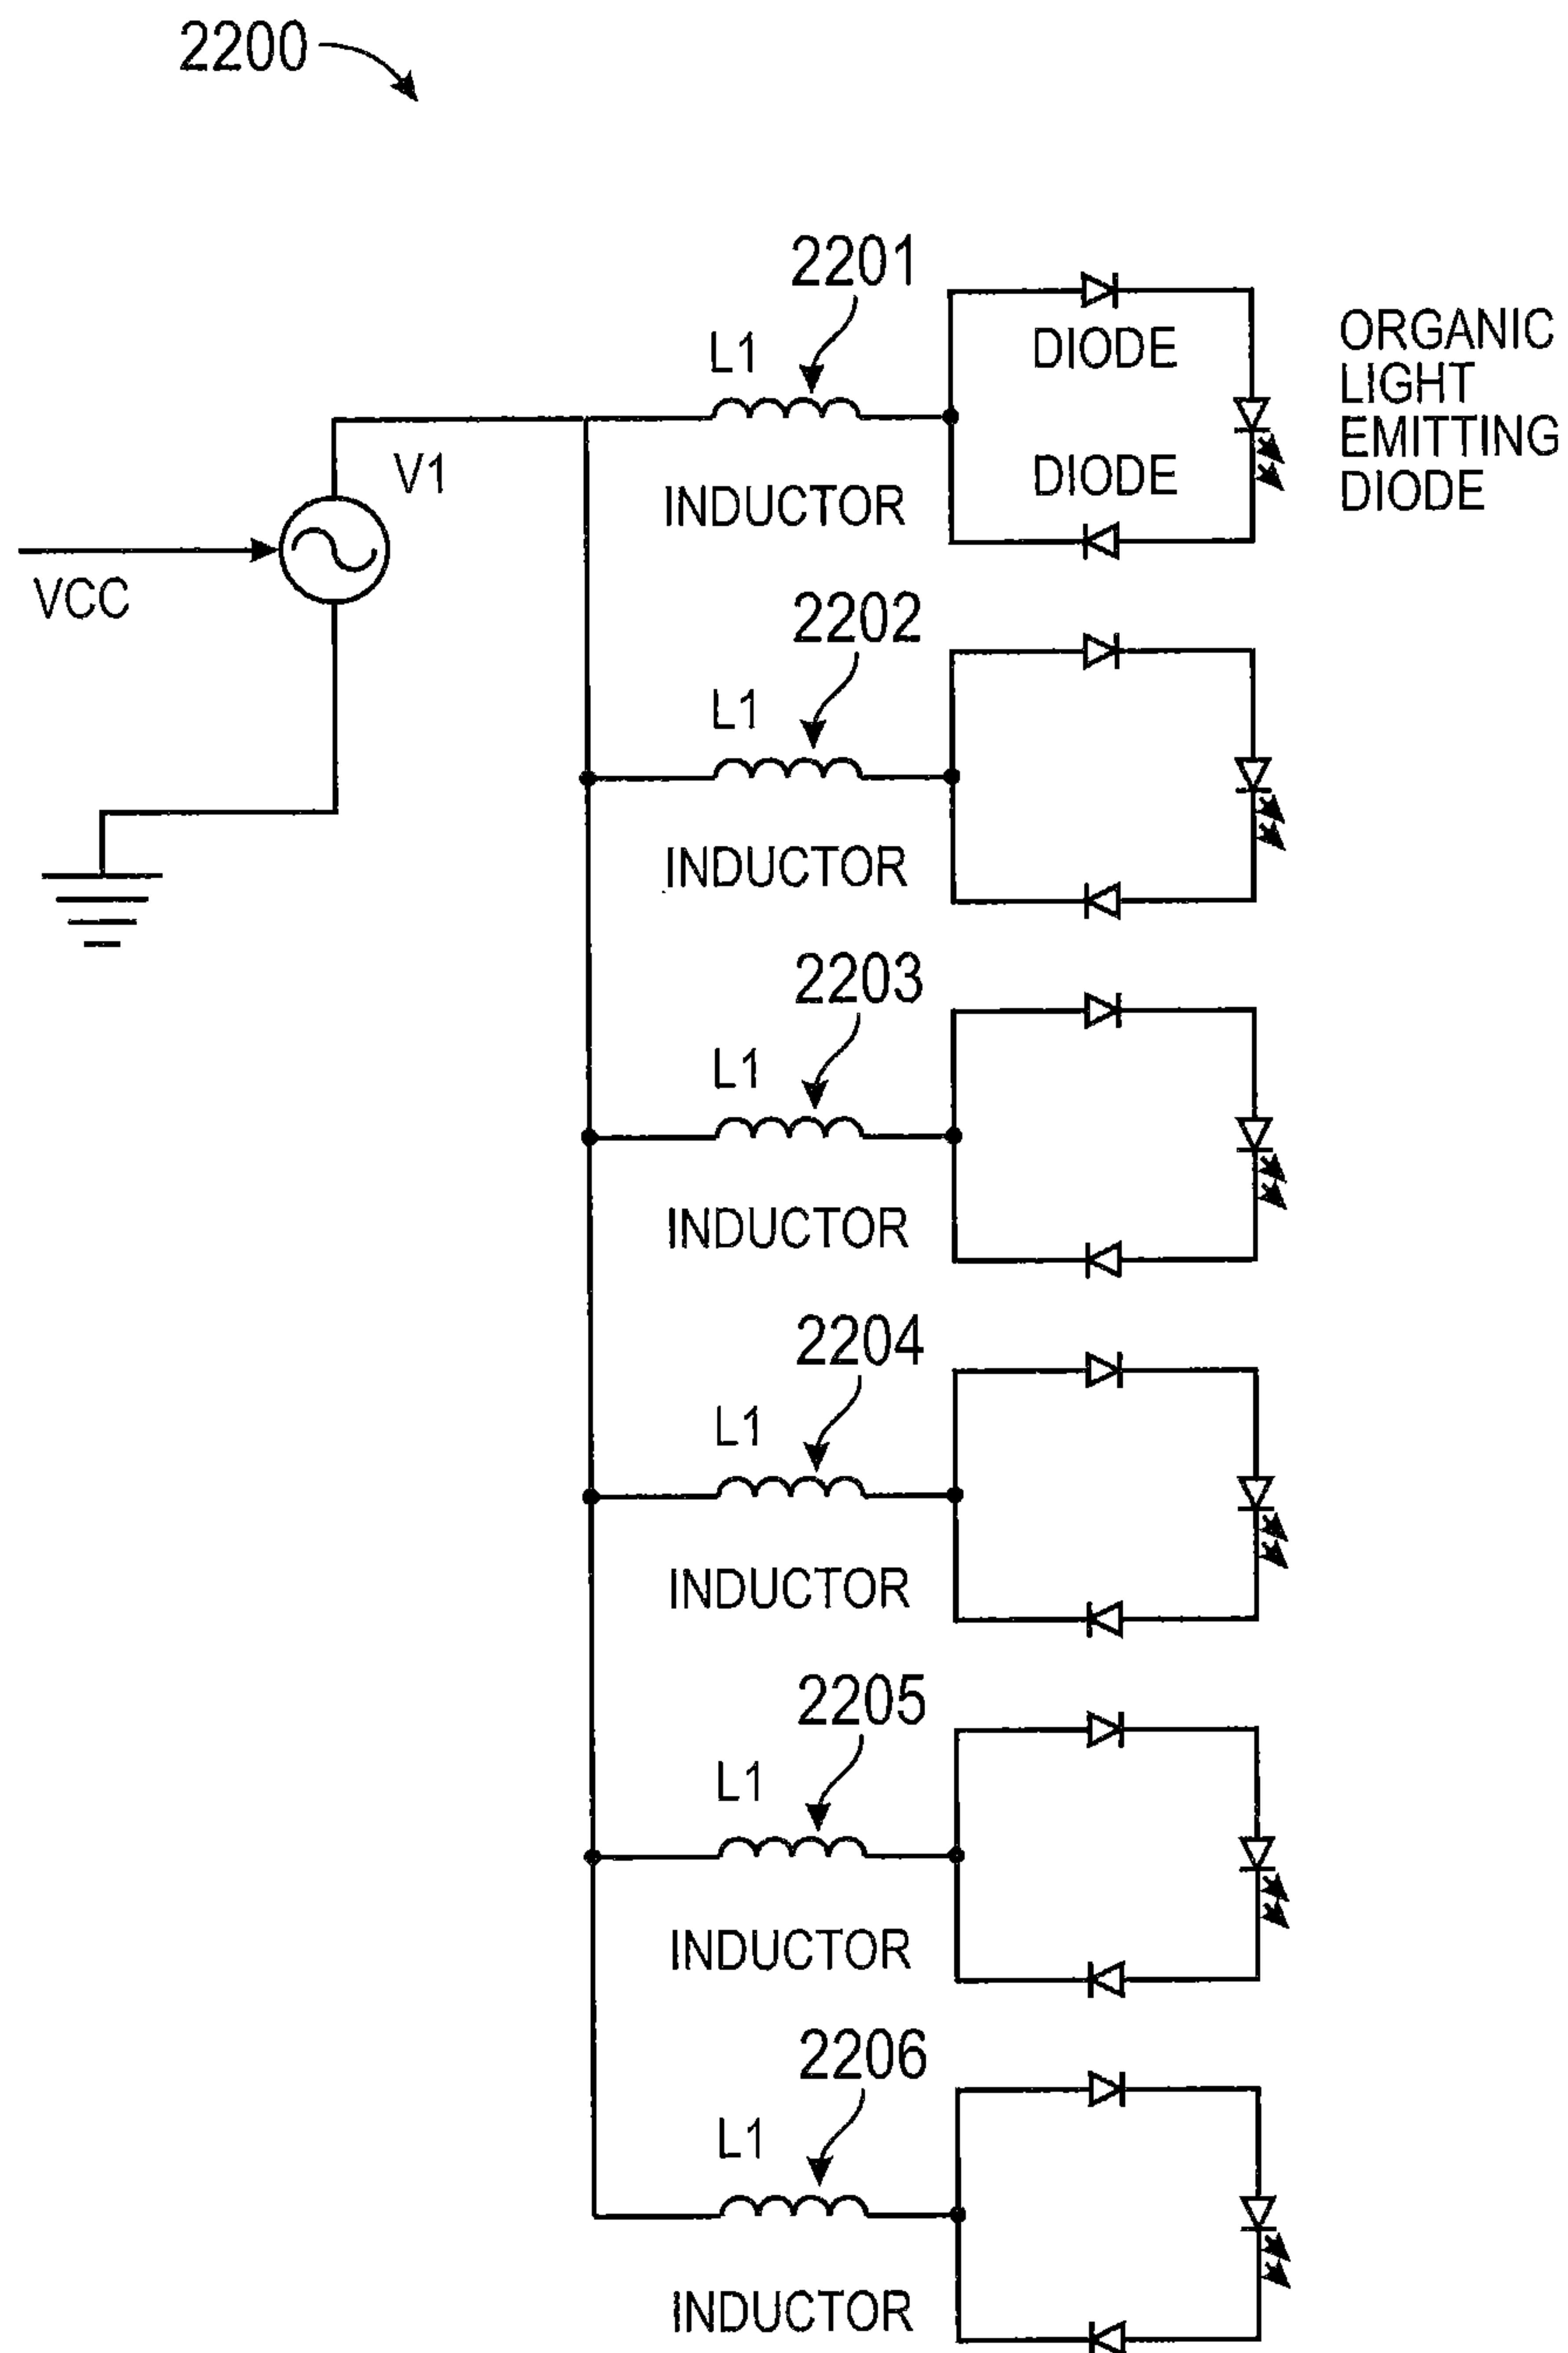 2200
2201
L1
DIODE
ORGANIC
LIGHT
EMITTING
DIODE
V1
DIODE
INDUCTOR
VCC
2202
L1
INDUCTOR
2203
L1
INDUCTOR
2204
L1
INDUCTOR
2205
L1
INDUCTOR
2206
L1
INDUCTOR